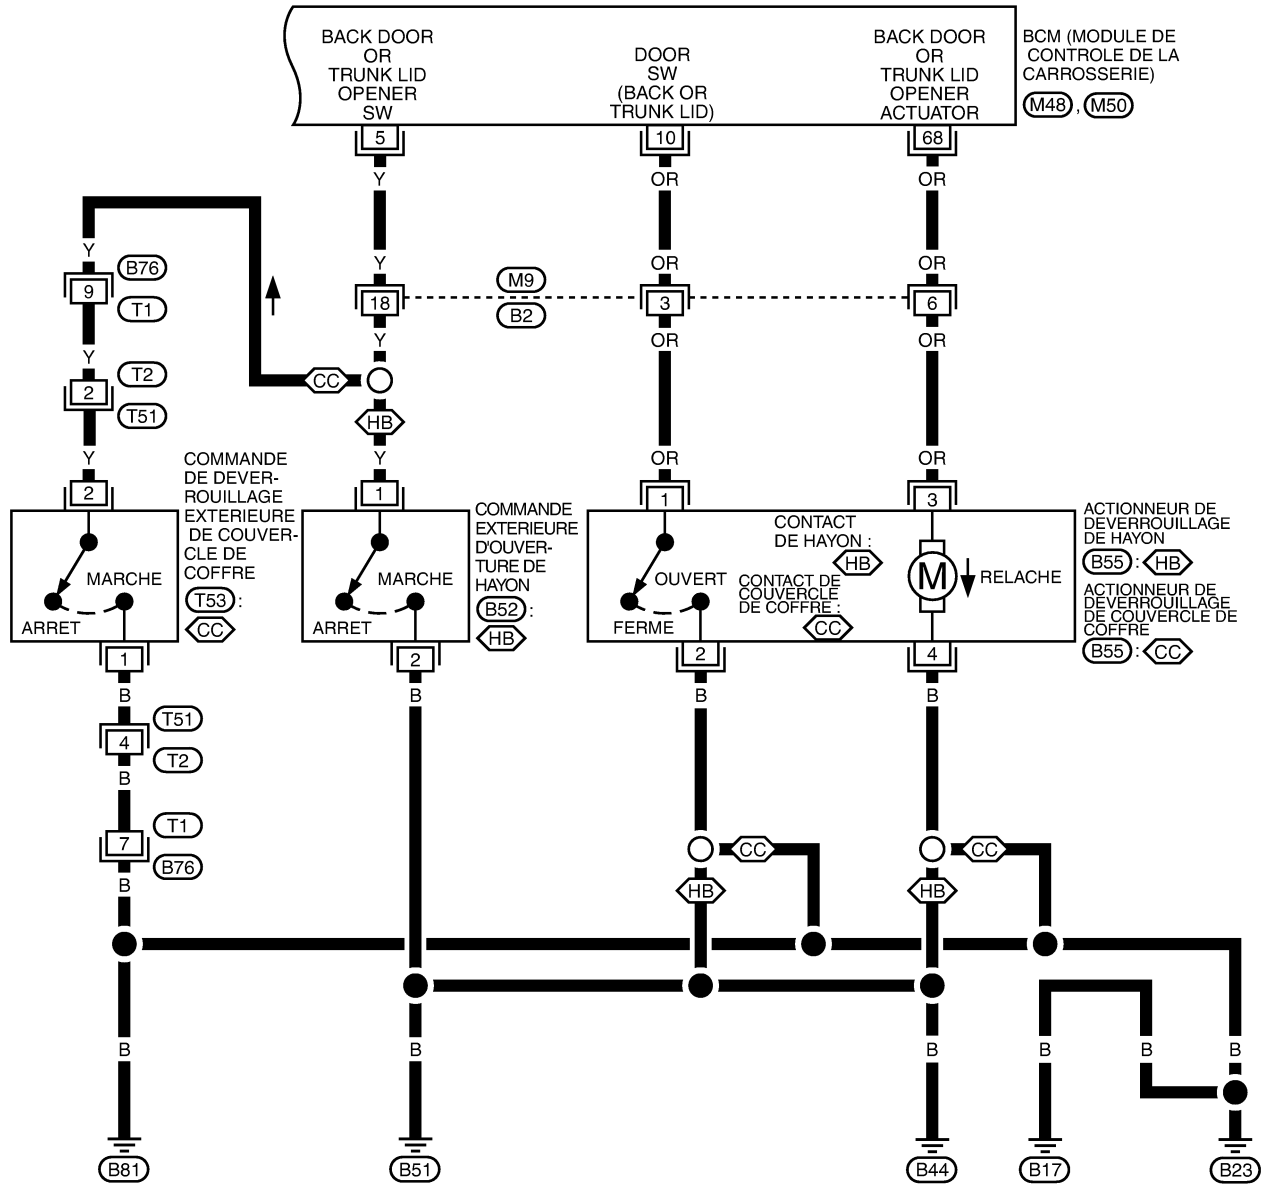 BACK DOOR
OR
TRUNK LID
OPENER
SW
DOOR
SW
(BACK OR
TRUNK LID)
BACK DOOR
OR
TRUNK LID
OPENER
ACTUATOR
BCM (MODULE DE
CONTROLE DE LA
CARROSSERIE)
M48 , M50
5
10
68
Y
OR
OR
Y
B76
9
T1
Y
OR
OR
M9
18
3
6
B2
Y
OR
OR
Y
T2
2
T51
CC
HB
Y
Y
OR
OR
2
1
1
3
COMMANDE
DE DEVER-
ROUILLAGE
EXTERIEURE
DE COUVER-
CLE DE
COFFRE
T53 :
CC
MARCHE
ARRET
COMMANDE
EXTERIEURE
D'OUVER-
TURE DE
HAYON
B52 :
HB
MARCHE
ARRET
CONTACT
DE HAYON :
HB
OUVERT
FERME
CONTACT DE
COUVERCLE
DE COFFRE :
CC
M
RELACHE
ACTIONNEUR DE
DEVERROUILLAGE
DE HAYON
B55 : HB
ACTIONNEUR DE
DEVERROUILLAGE
DE COUVERCLE DE
COFFRE
B55 : CC
1
2
2
4
B
B
B
T51
4
T2
B
T1
7
B76
B
CC
CC
HB
HB
B
B
B
B
B
B
B81
B51
B44
B17
B23